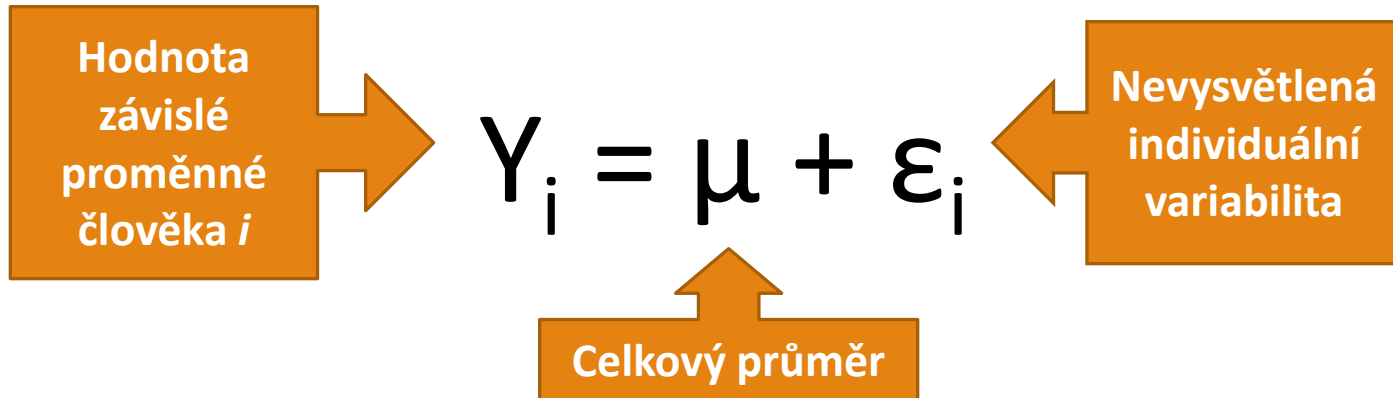 Hodnota
závislé
proměnné
člověka i
Yᵢ = μ + εᵢ
Nevysvětlená
individuální
variabilita
Celkový průměr